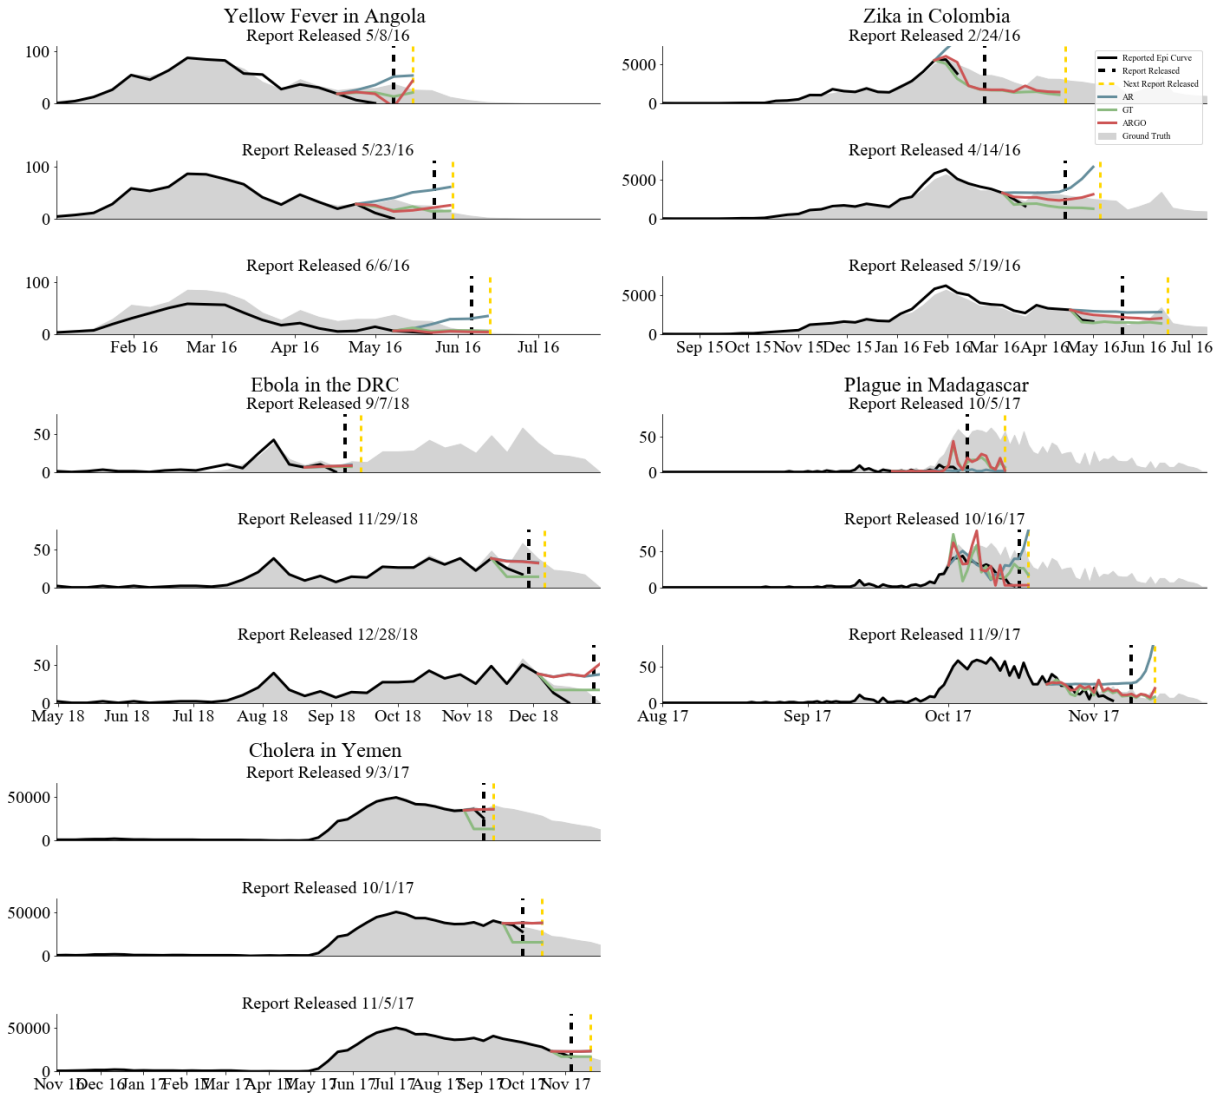 Yellow Fever in Angola
Report Released 5/8/16
100
50
0
Report Released 5/23/16
100
0
Report Released 6/6/16
100
0
Feb 16 Mar 16 Apr 16 May 16 Jun 16 Jul 16
Zika in Colombia
Report Released 2/24/16
5000
0
Reported Epi Curve
Report Released
Next Report Released
AR
GT
ARGO
Ground Truth
Report Released 4/14/16
5000
0
Report Released 5/19/16
5000
0
Sep 15 Oct 15 Nov 15 Dec 15 Jan 16 Feb 16 Mar 16 Apr 16 May 16 Jun 16 Jul 16
Ebola in the DRC
Report Released 9/7/18
50
0
Report Released 11/29/18
50
0
Report Released 12/28/18
50
0
May 18 Jun 18 Jul 18 Aug 18 Sep 18 Oct 18 Nov 18 Dec 18
Plague in Madagascar
Report Released 10/5/17
50
0
Report Released 10/16/17
50
0
Report Released 11/9/17
50
0
Aug 17 Sep 17 Oct 17 Nov 17
Cholera in Yemen
Report Released 9/3/17
50000
0
Report Released 10/1/17
50000
0
Report Released 11/5/17
50000
0
Nov 16 Dec 16 Jan 17 Feb 17 Mar 17 Apr 17 May 17 Jun 17 Jul 17 Aug 17 Sep 17 Oct 17 Nov 17